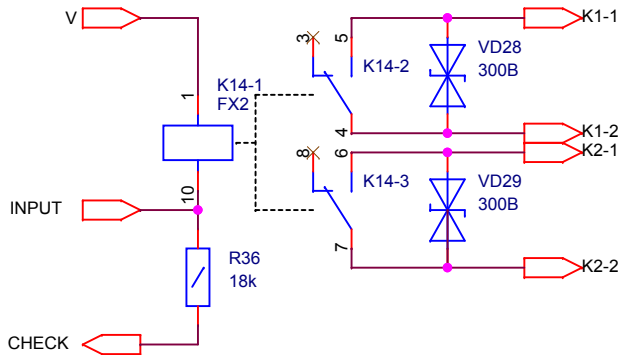 V
1
K14-1
FX2
10
INPUT
R36
18k
CHECK
3
5
K14-2
4
VD28
300B
K1-1
K1-2
K2-1
8
6
K14-3
7
VD29
300B
K2-2